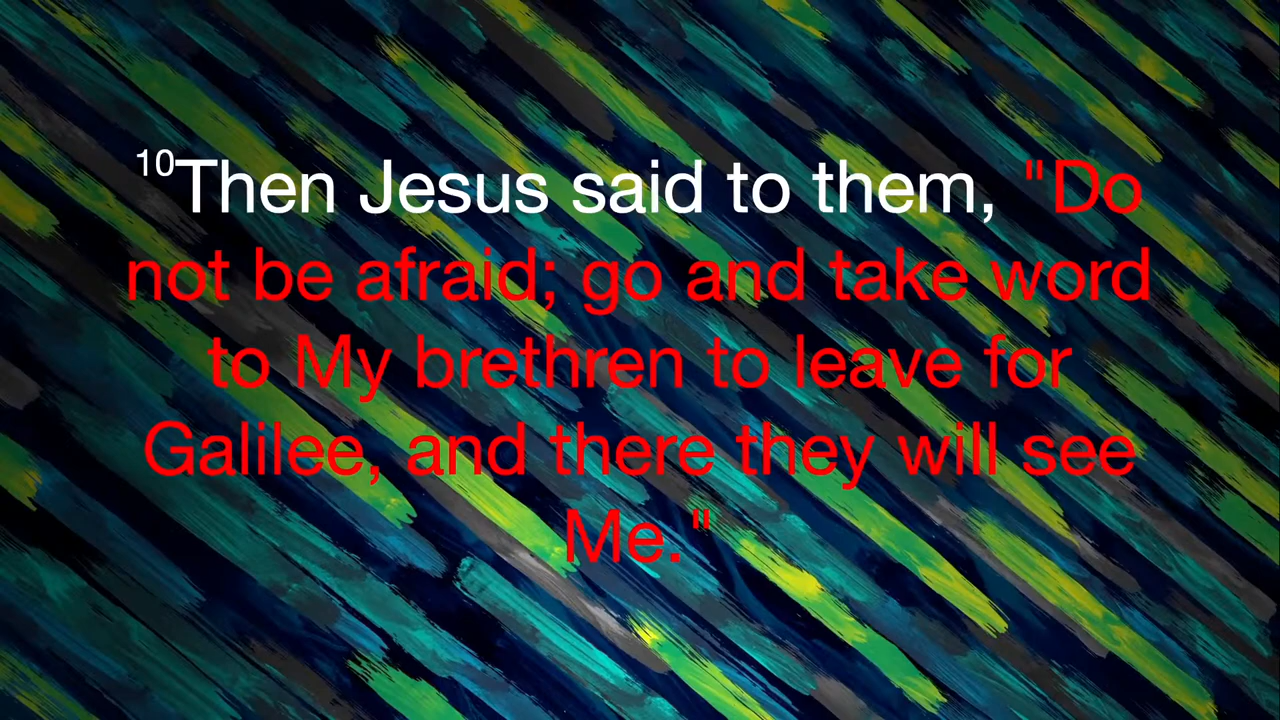 10Then Jesus said to them, "Do
not be afraid; go and take word
to My brethren to leave for
Galilee, and there they will see
Me."